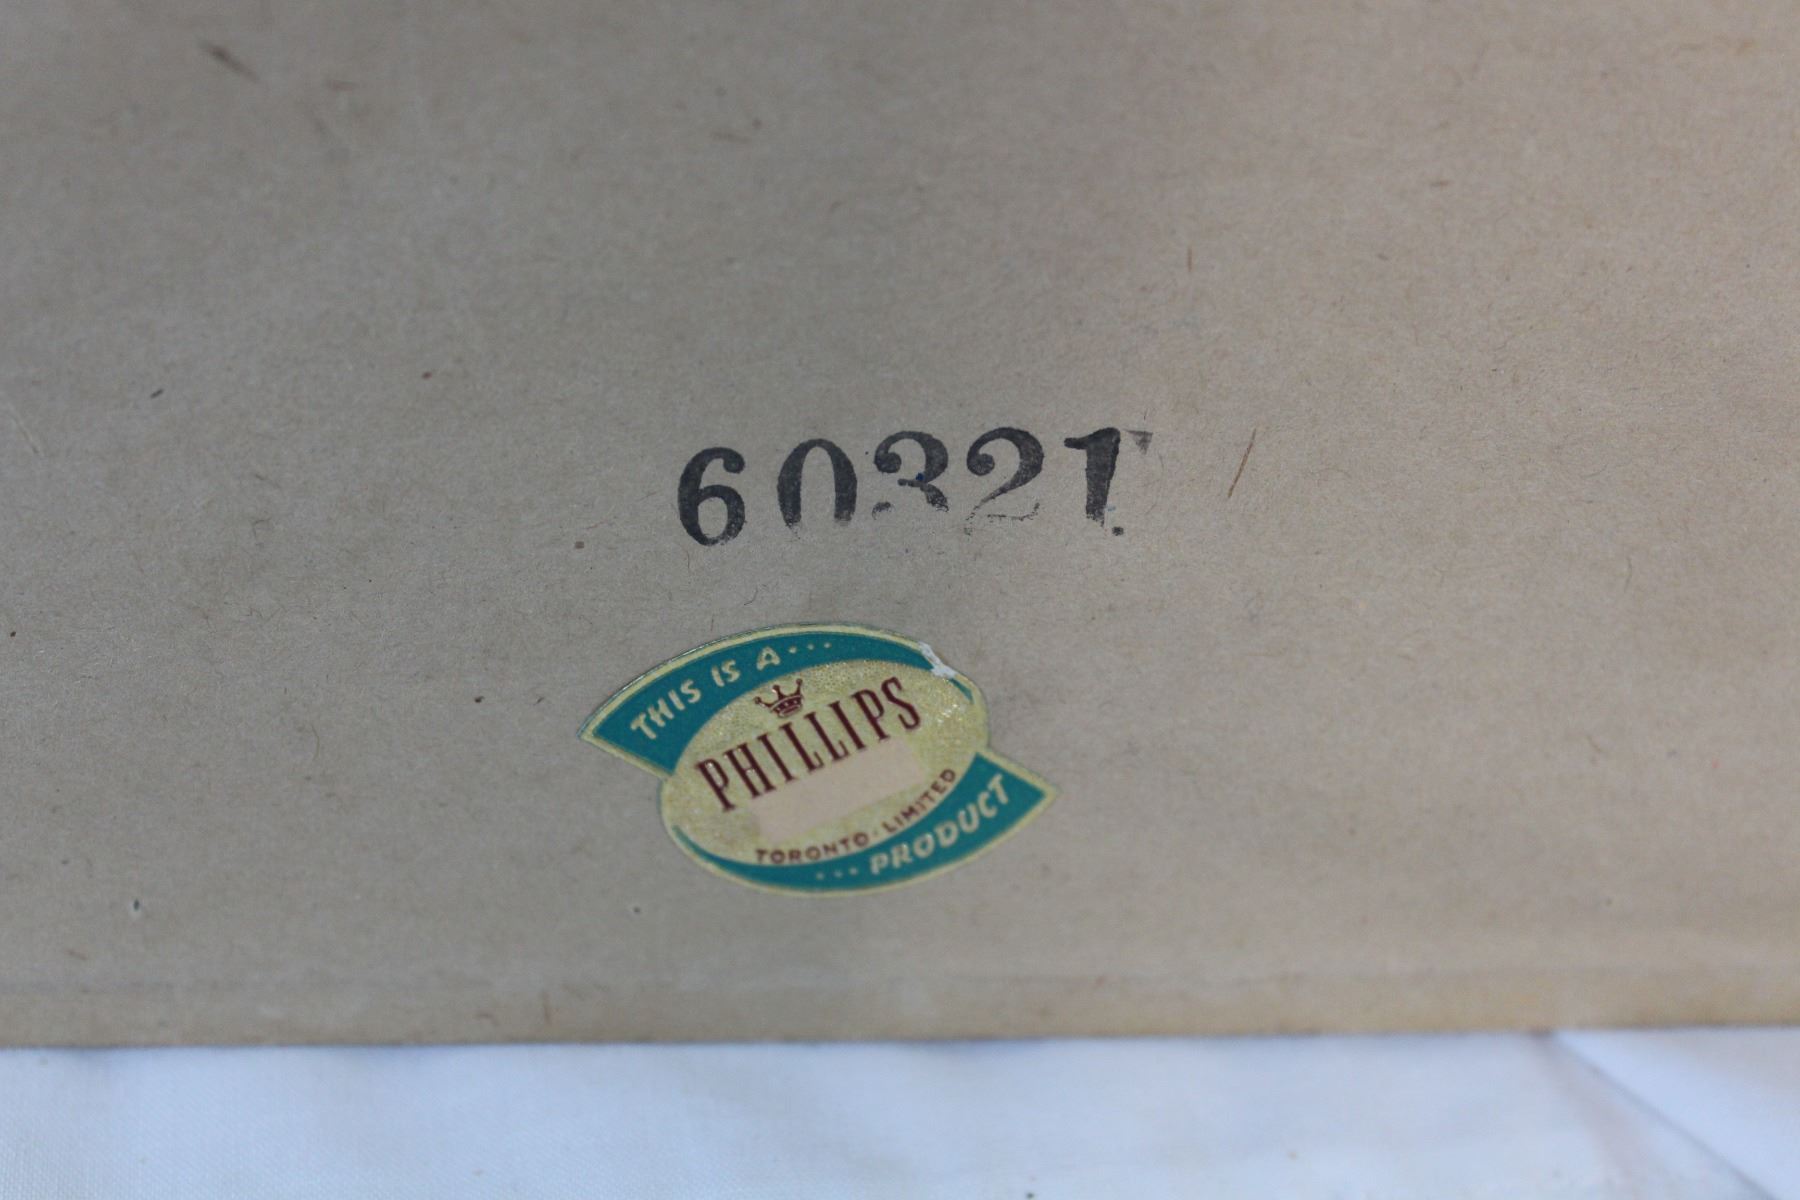 60321
THIS IS A...
PHILLIPS
TORONTO · LIMITED
...PRODUCT